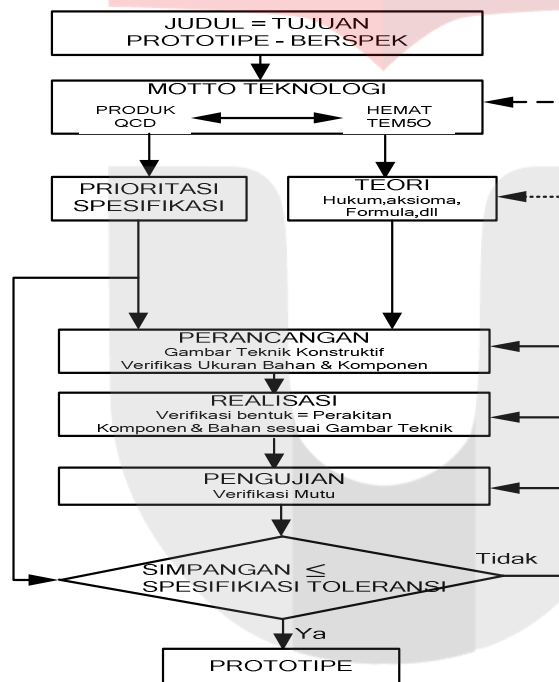 JUDUL = TUJUAN
PROTOTIPE - BERSPEK
MOTTO TEKNOLOGI
PRODUK
QCD
HEMAT
TEM5O
PRIORITASI
SPESIFIKASI
TEORI
Hukum,aksioma,
Formula,dll
PERANCANGAN
Gambar Teknik Konstruktif
Verifikas Ukuran Bahan & Komponen
REALISASI
Verifikasi bentuk = Perakitan
Komponen & Bahan sesuai Gambar Teknik
PENGUJIAN
Verifikasi Mutu
SIMPANGAN ≤
SPESIFIKIASI TOLERANSI
Tidak
Ya
PROTOTIPE